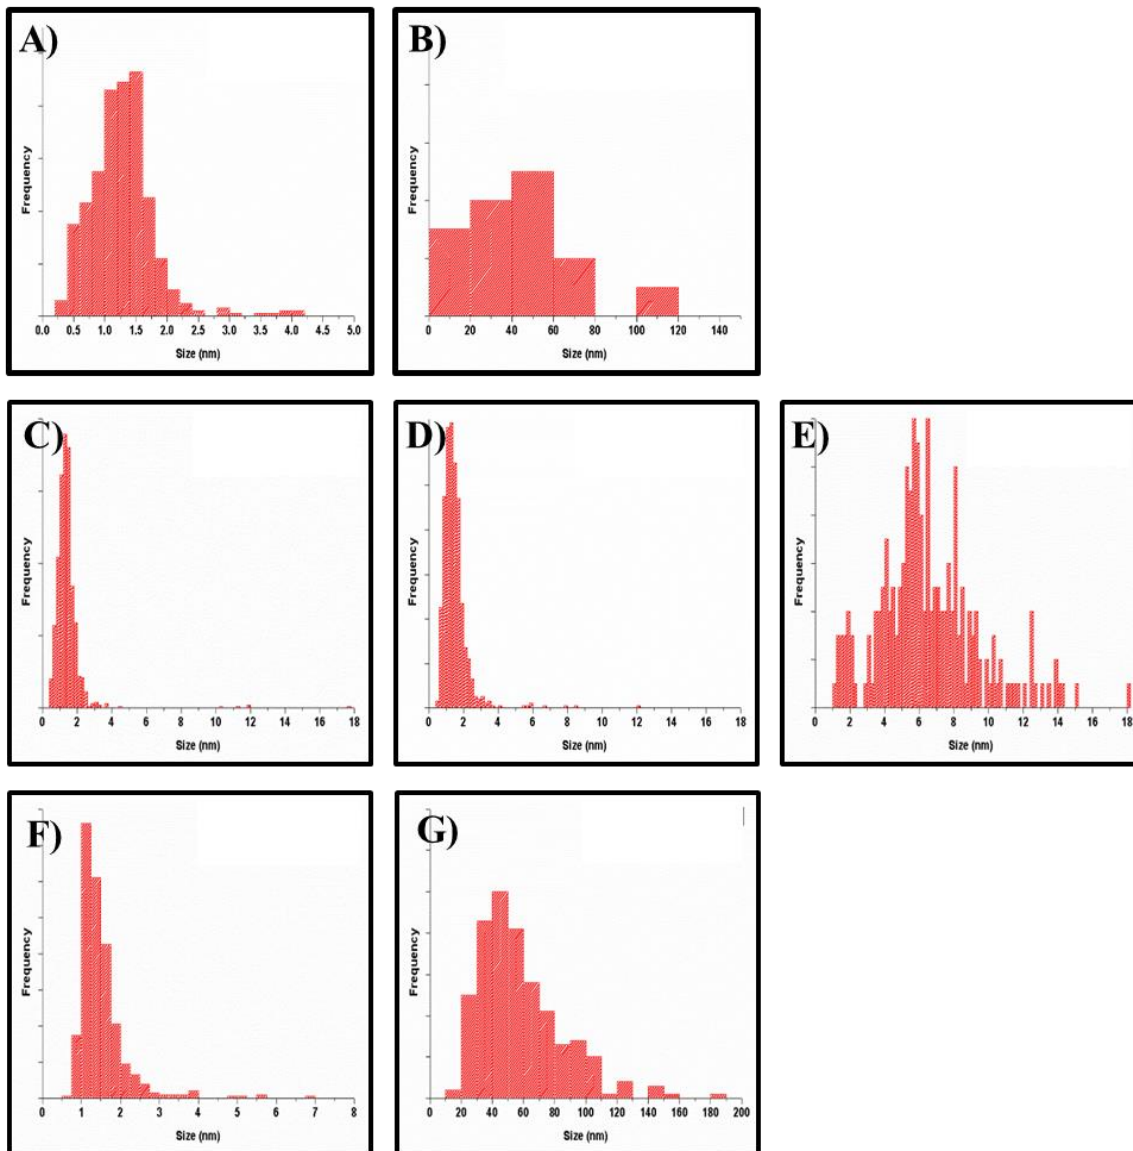 A)
Frequency
0.0 0.5 1.0 1.5 2.0 2.5 3.0 3.5 4.0 4.5 5.0
Size (nm)
B)
Frequency
0 20 40 60 80 100 120 140
Size (nm)
C)
Frequency
0 2 4 6 8 10 12 14 16 18
Size (nm)
D)
Frequency
0 2 4 6 8 10 12 14 16 18
Size (nm)
E)
Frequency
2 4 6 8 10 12 14 16 18
Size (nm)
F)
Frequency
0 1 2 3 4 5 6 7 8
Size (nm)
G)
Frequency
0 20 40 60 80 100 120 140 160 180 200
Size (nm)